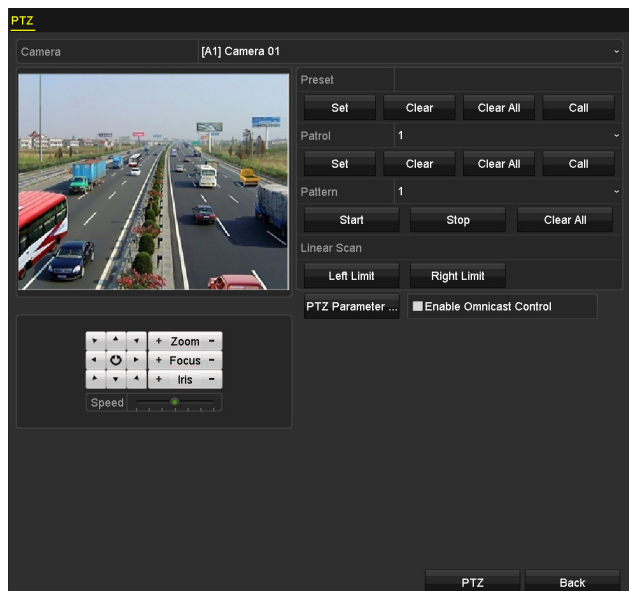 PTZ
Camera [A1] Camera 01
Preset
Set Clear Clear All Call
Patrol 1
Set Clear Clear All Call
Pattern 1
Start Stop Clear All
Linear Scan
Left Limit Right Limit
PTZ Parameter ... Enable Omnicast Control
+ Zoom -
+ Focus -
+ Iris -
Speed
PTZ Back